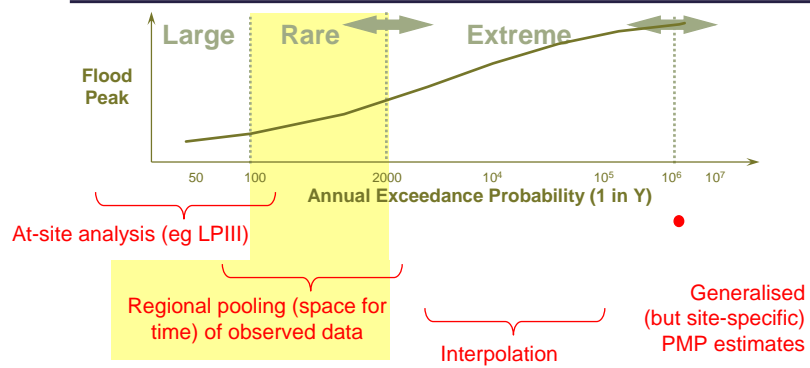 Large Rare Extreme
Flood
Peak
50 100 2000 10⁴ 10⁵ 10⁶ 10⁷
Annual Exceedance Probability (1 in Y)
At-site analysis (eg LPIII)
Regional pooling (space for
time) of observed data
Interpolation
Generalised
(but site-specific)
PMP estimates